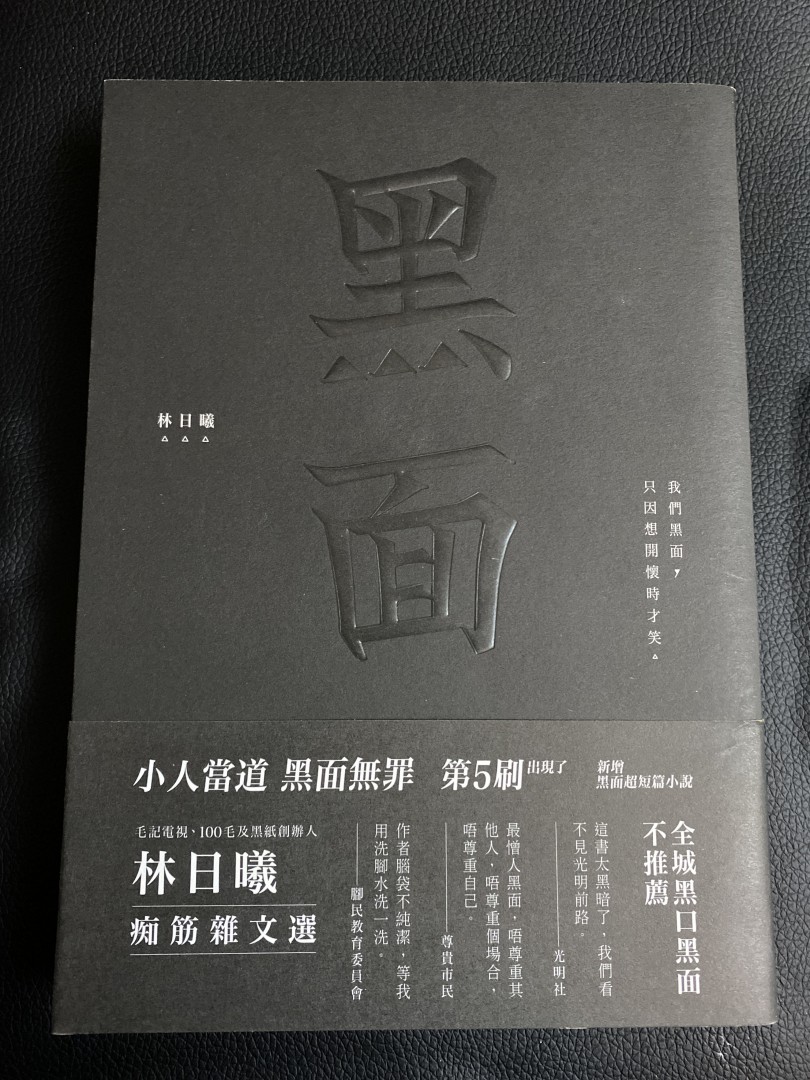 黑面
林日曦
我們黑面，
只因想開懷時才笑。
小人當道 黑面無罪 第5刷出現了
新增
黑面超短篇小說
毛記電視、100毛及黑紙創辦人
林日曦
痴筋雜文選
全城黑口黑面
不推薦
這書太黑暗了，我們看
不見光明前路。
——光明社
最憎人黑面，唔尊重其
他人，唔尊重個場合，
唔尊重自己。
——尊貴市民
作者腦袋不純潔，等我
用洗腳水洗一洗。
——腳民教育委員會